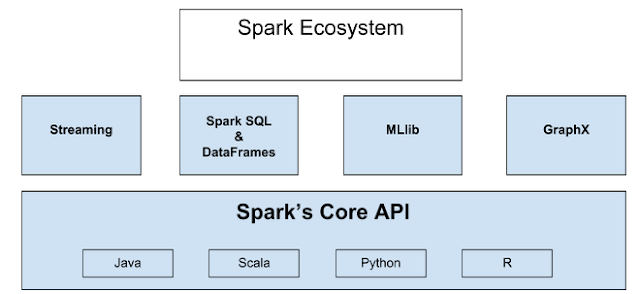 Spark Ecosystem
Streaming
Spark SQL
&
DataFrames
MLlib
GraphX
Spark’s Core API
Java
Scala
Python
R